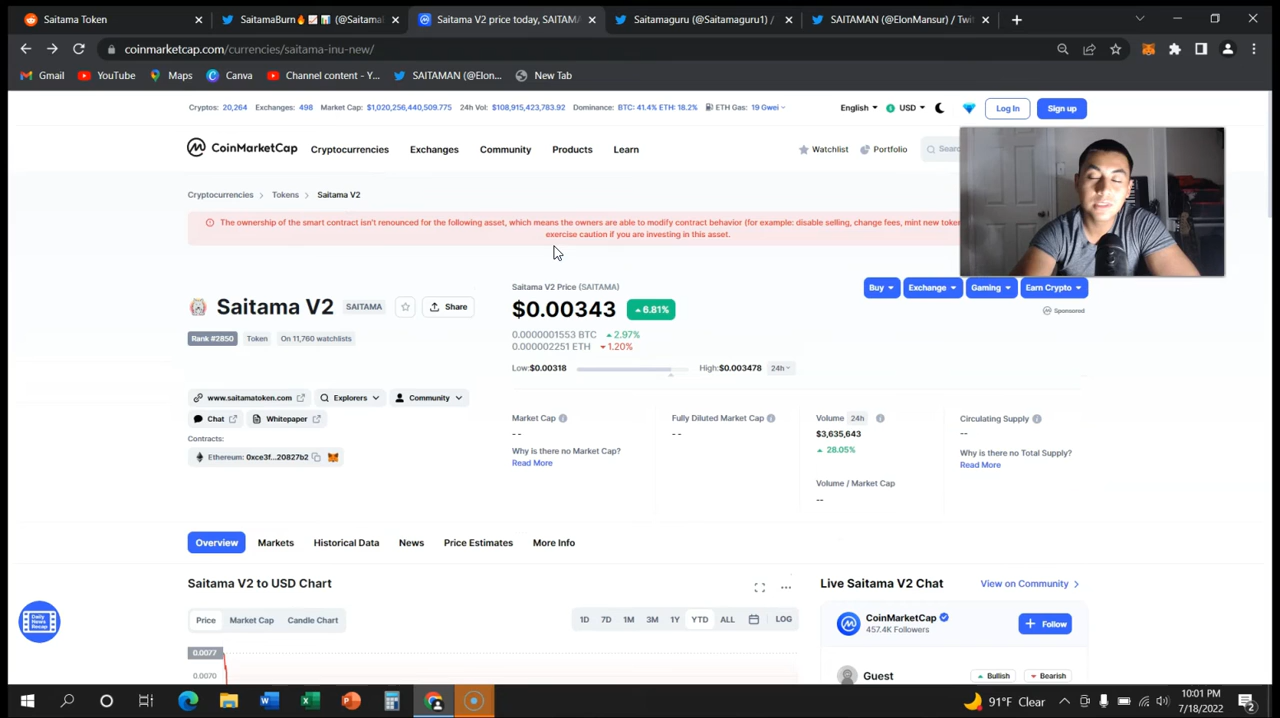 Saitama Token
SaitamaBurn🔥📈📊 (@Saitamal
Saitama V2 price today, SAITAM
Saitamaguru (@Saitamaguru1) /
SAITAMAN (@ElonMansur) / Twit
coinmarketcap.com/currencies/saitama-inu-new/
Gmail
YouTube
Maps
Canva
Channel content - Y...
SAITAMAN (@Elon...
New Tab
Cryptos: 20,264 Exchanges: 498 Market Cap: $1,020,256,440,509.775 24h Vol: $108,915,423,783.92 Dominance: BTC: 41.4% ETH: 18.2% ETH Gas: 19 Gwei
English USD Log In Sign up
CoinMarketCap Cryptocurrencies Exchanges Community Products Learn Watchlist Portfolio Searc
Cryptocurrencies > Tokens > Saitama V2
The ownership of the smart contract isn't renounced for the following asset, which means the owners are able to modify contract behavior (for example: disable selling, change fees, mint new token
exercise caution if you are investing in this asset.
Saitama V2 SAITAMA Share
Rank #2850 Token On 11,760 watchlists
www.saitamatoken.com Explorers Community
Chat Whitepaper
Contracts:
Ethereum: 0xce3f...20827b2
Saitama V2 Price (SAITAMA)
$0.00343 6.81%
0.0000001553 BTC 2.97%
0.000002251 ETH 1.20%
Low: $0.00318 High: $0.003478 24h
Buy Exchange Gaming Earn Crypto
Sponsored
Market Cap
- -
Why is there no Market Cap?
Read More
Fully Diluted Market Cap
- -
Volume 24h
$3,635,643
28.05%
Volume / Market Cap
--
Circulating Supply
--
Why is there no Total Supply?
Read More
Overview Markets Historical Data News Price Estimates More Info
Saitama V2 to USD Chart
Price Market Cap Candle Chart
1D 7D 1M 3M 1Y YTD ALL LOG
0.0077
0.0070
Live Saitama V2 Chat View on Community >
CoinMarketCap
457.4K Followers
+ Follow
Guest Bullish Bearish
Daily
News
Recap
91°F Clear
10:01 PM
7/18/2022
2